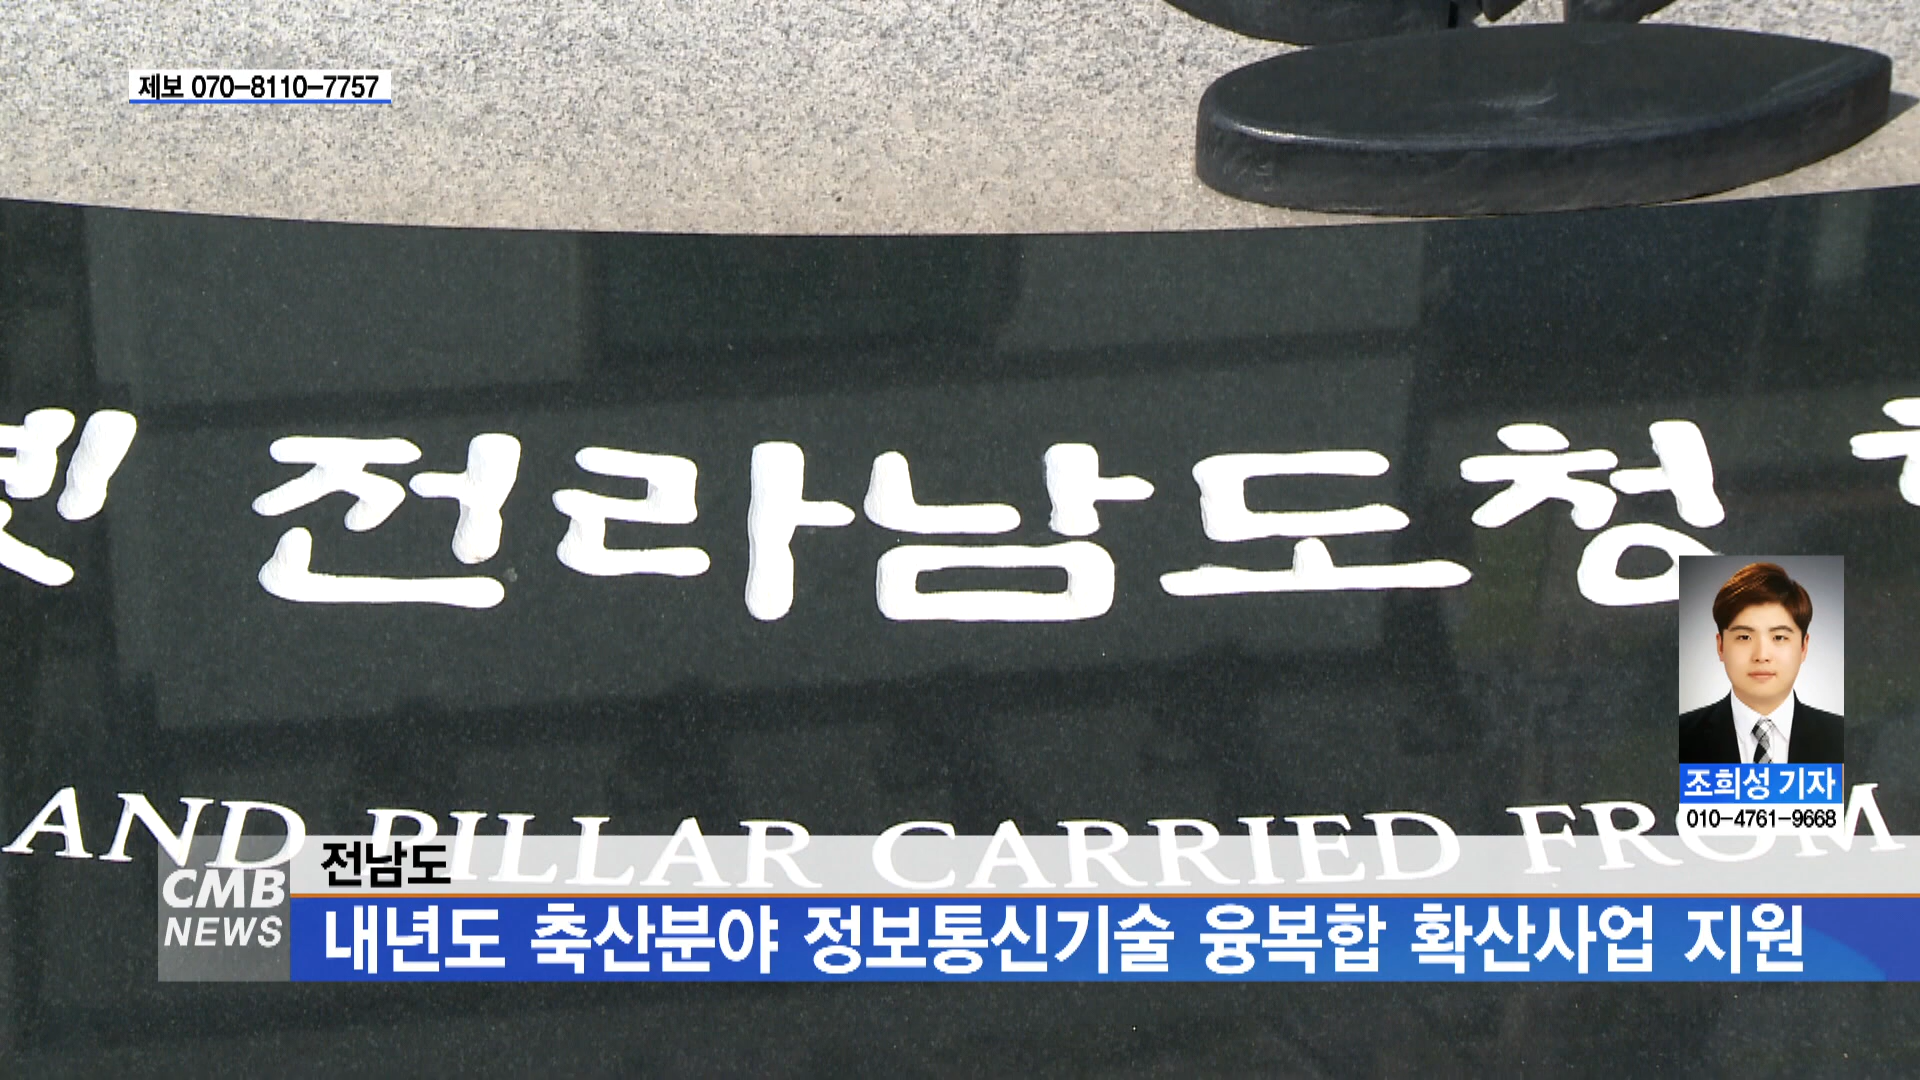 제보 070-8110-7757
전라남도청
조희성 기자
010-4761-9668
AND PILLAR CARRIED FROM
전남도
CMB
NEWS
내년도 축산분야 정보통신기술 융복합 확산사업 지원